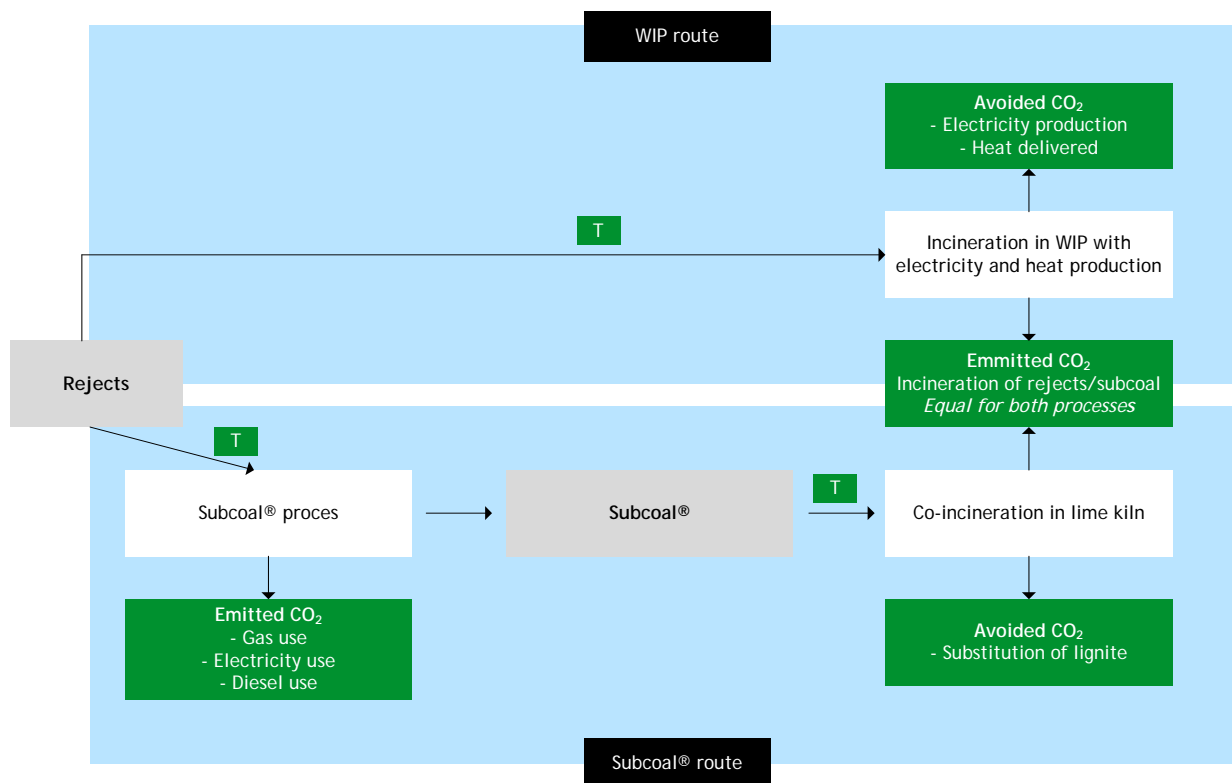 WIP route
Avoided CO₂
- Electricity production
- Heat delivered
T
Incineration in WIP with
electricity and heat production
Rejects
Emmitted CO₂
Incineration of rejects/subcoal
Equal for both processes
T
Subcoal® proces
Subcoal®
T
Co-incineration in lime kiln
Emitted CO₂
- Gas use
- Electricity use
- Diesel use
Avoided CO₂
- Substitution of lignite
Subcoal® route